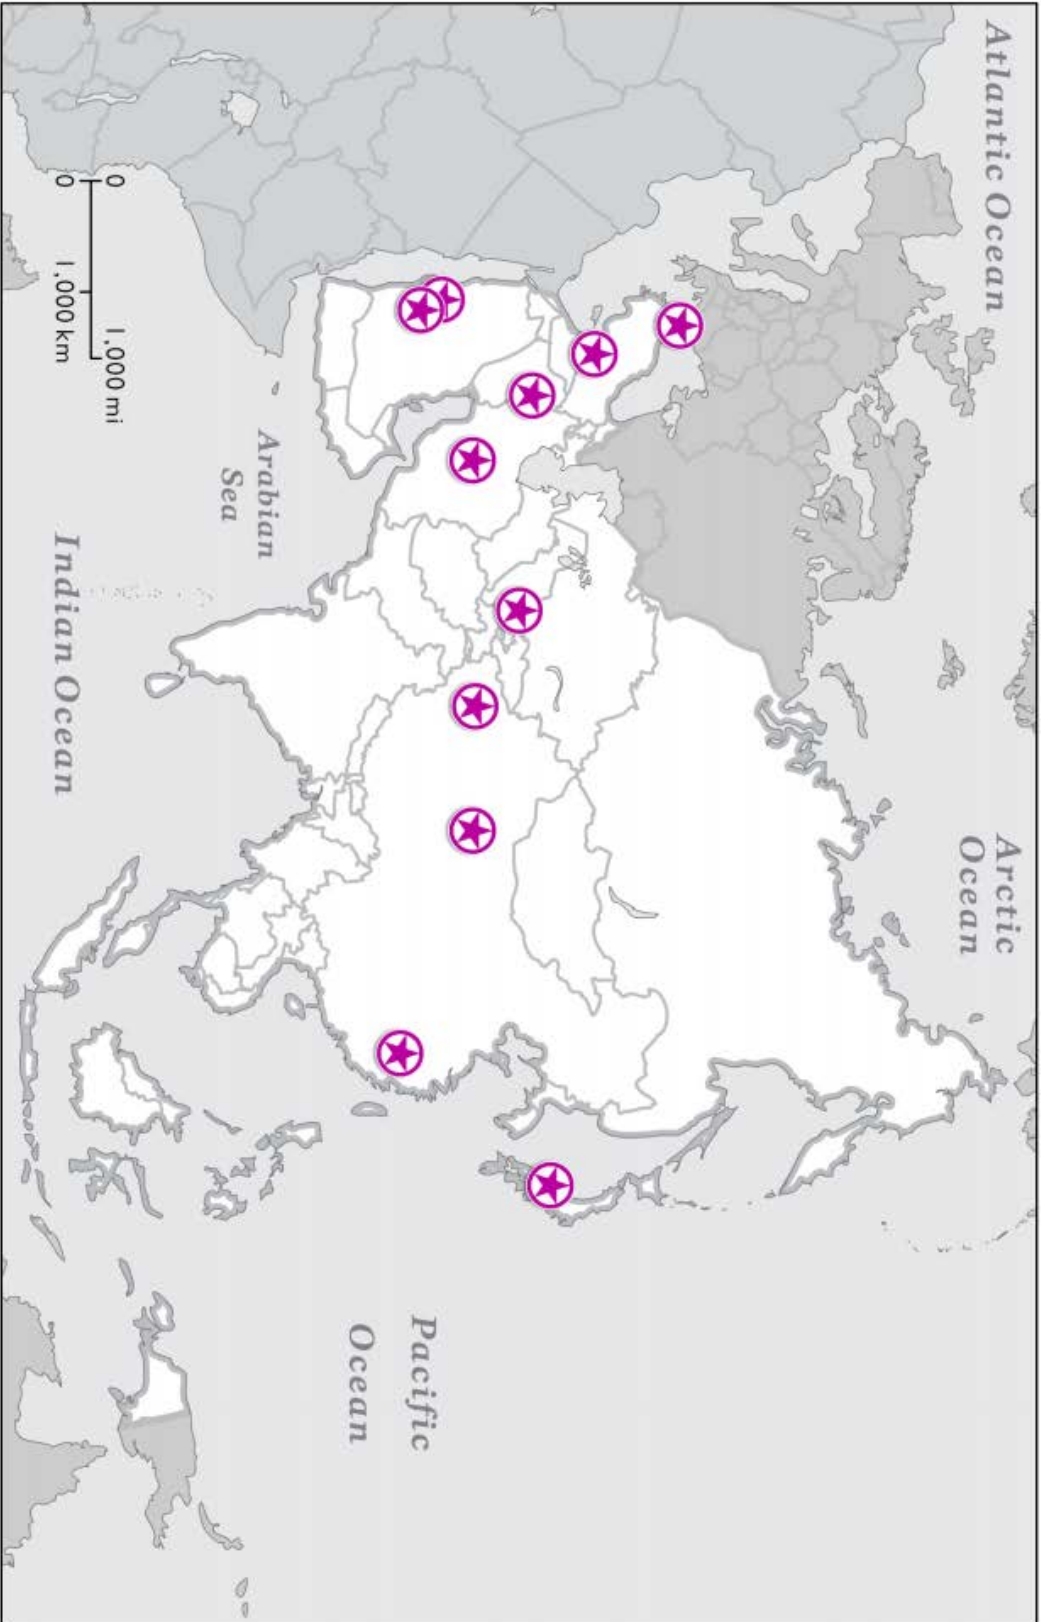 Atlantic Ocean
Arctic
Ocean
Pacific
Ocean
Arabian
Sea
Indian Ocean
0 1,000 mi
0 1,000 km